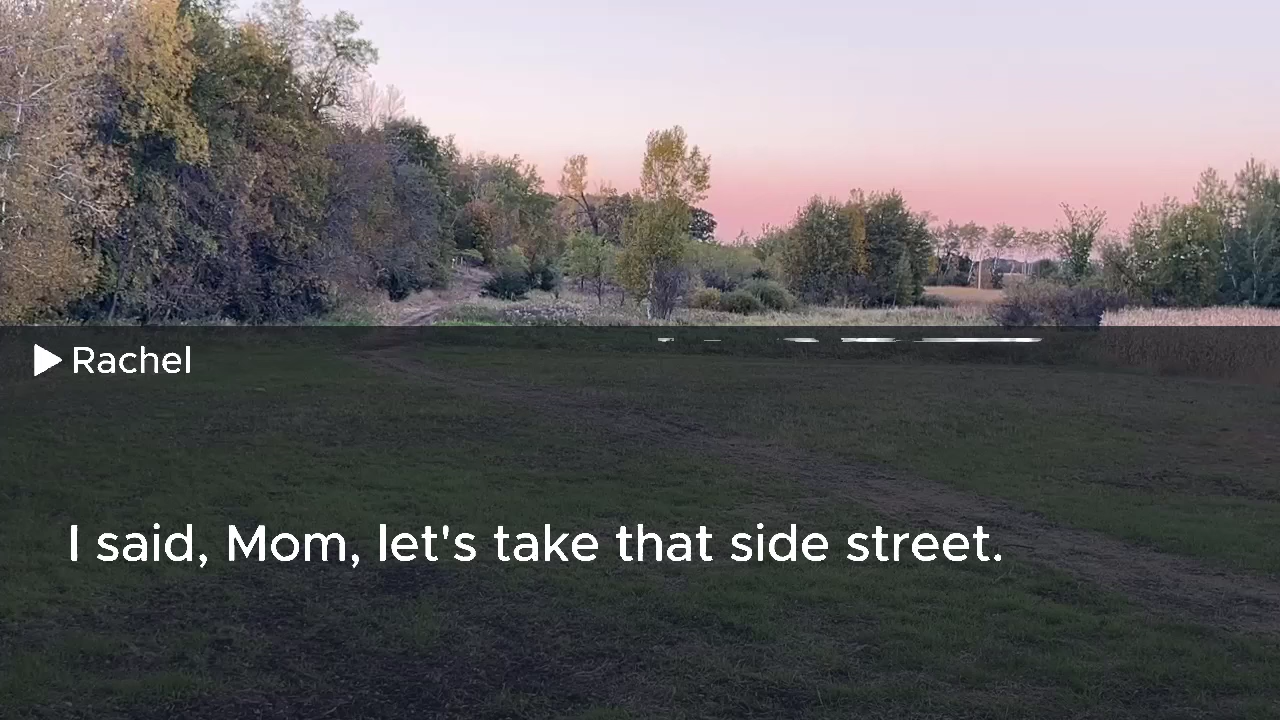 Rachel
I said, Mom, let's take that side street.